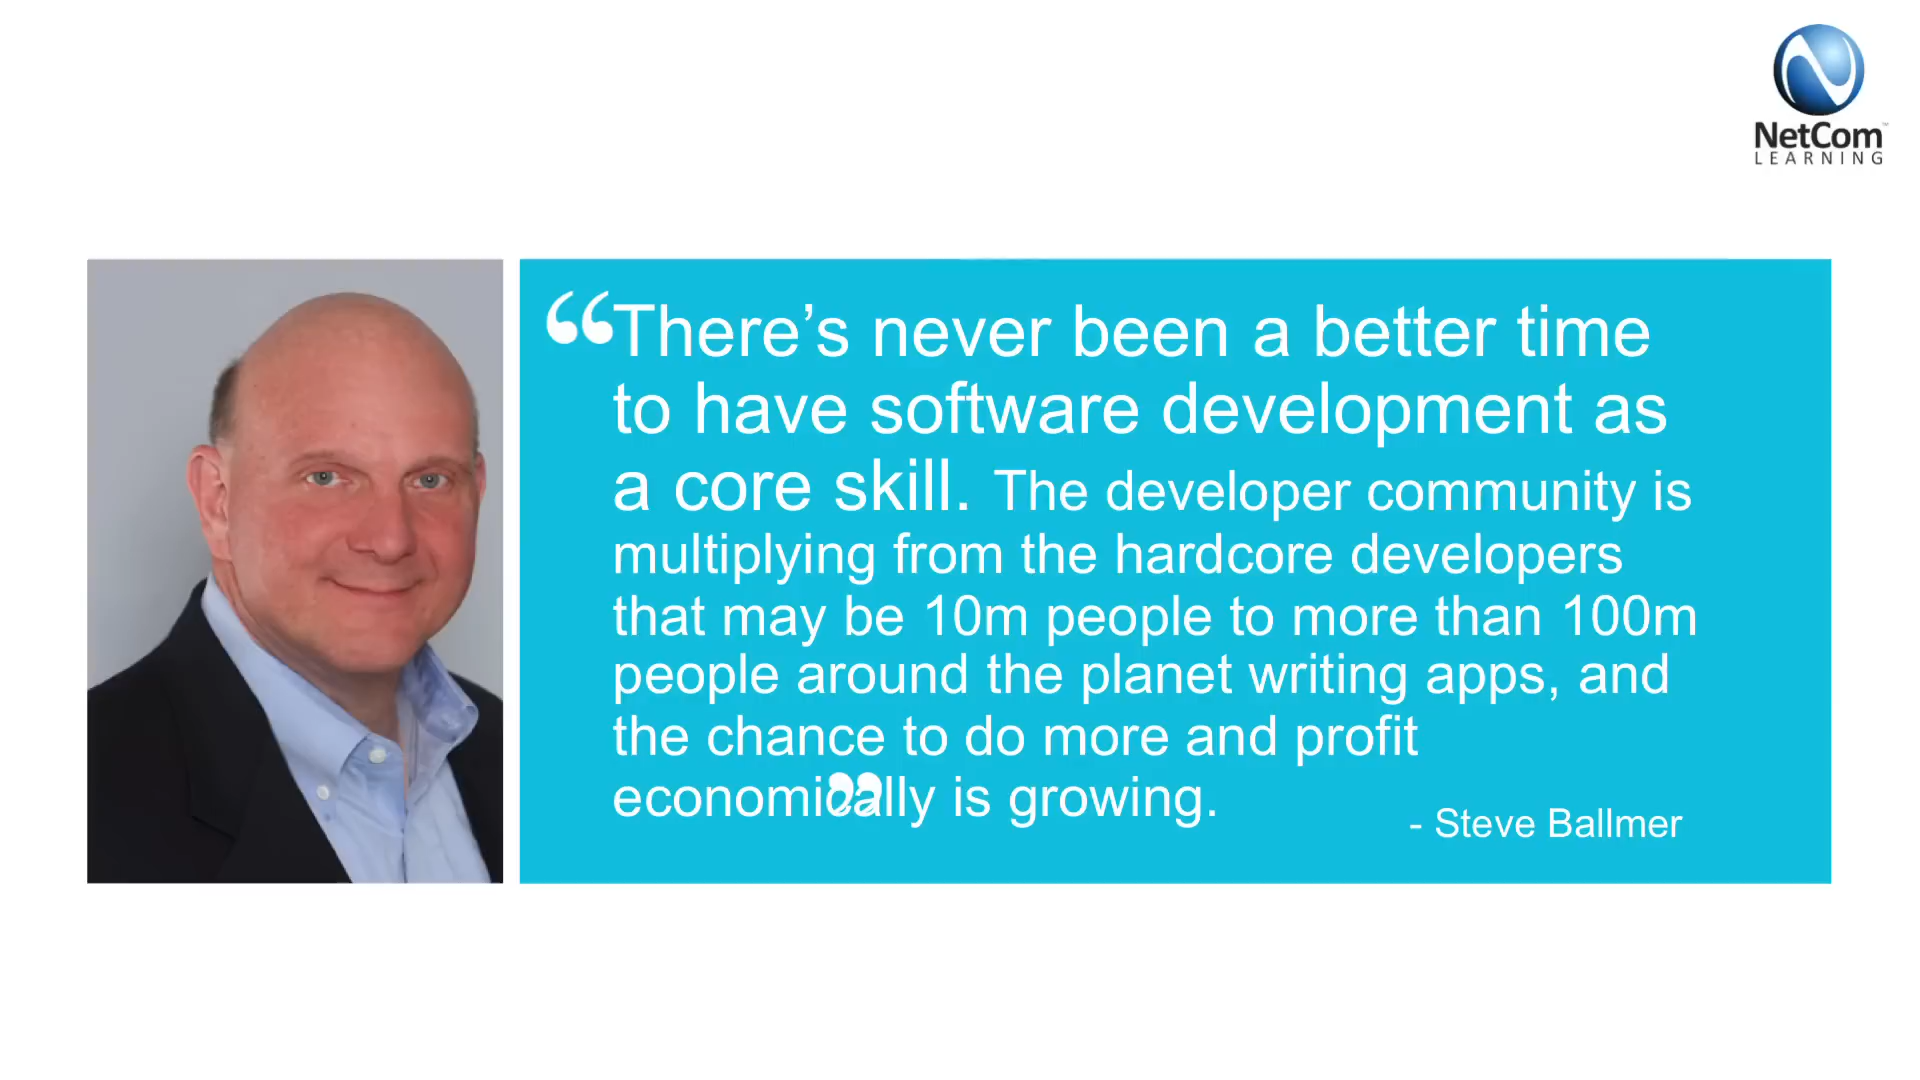 NetCom
LEARNING
“There’s never been a better time
to have software development as
a core skill. The developer community is
multiplying from the hardcore developers
that may be 10m people to more than 100m
people around the planet writing apps, and
the chance to do more and profit
economically is growing.”
- Steve Ballmer